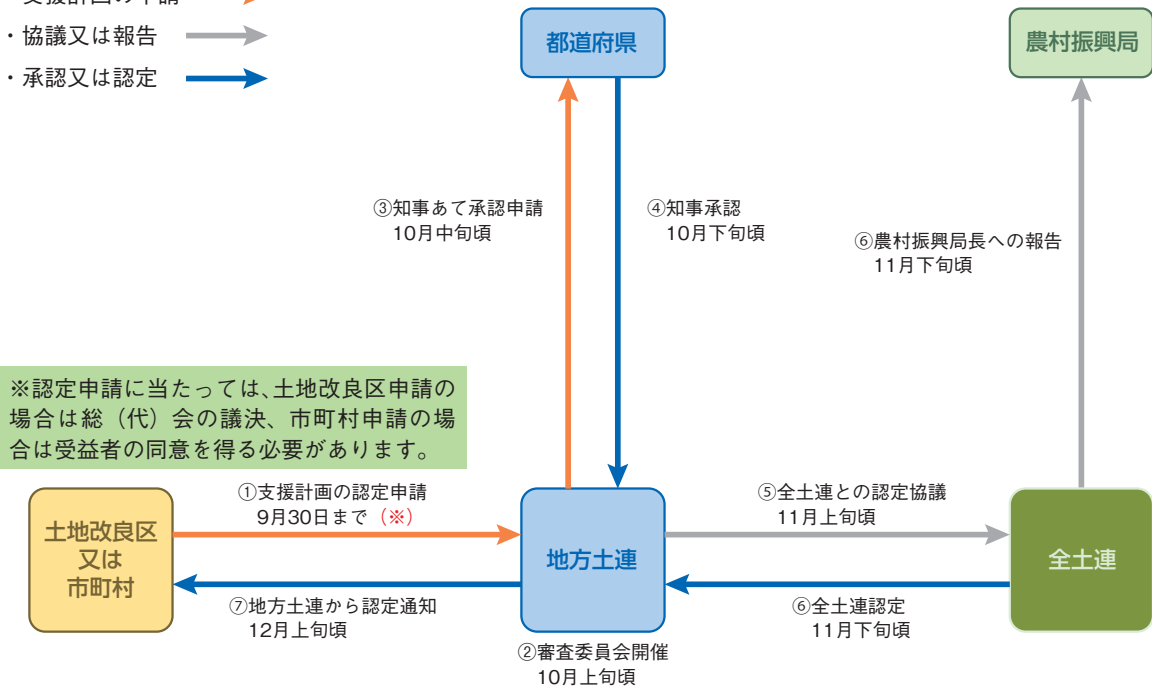 ・協議又は報告
・承認又は認定
都道府県
農村振興局
③知事あて承認申請
10月中旬頃
④知事承認
10月下旬頃
⑥農村振興局長への報告
11月下旬頃
※認定申請に当たっては、土地改良区申請の
場合は総（代）会の議決、市町村申請の場
合は受益者の同意を得る必要があります。
①支援計画の認定申請
9月30日まで（※）
⑤全土連との認定協議
11月上旬頃
土地改良区
又は
市町村
地方土連
全土連
⑦地方土連から認定通知
12月上旬頃
⑥全土連認定
11月下旬頃
②審査委員会開催
10月上旬頃